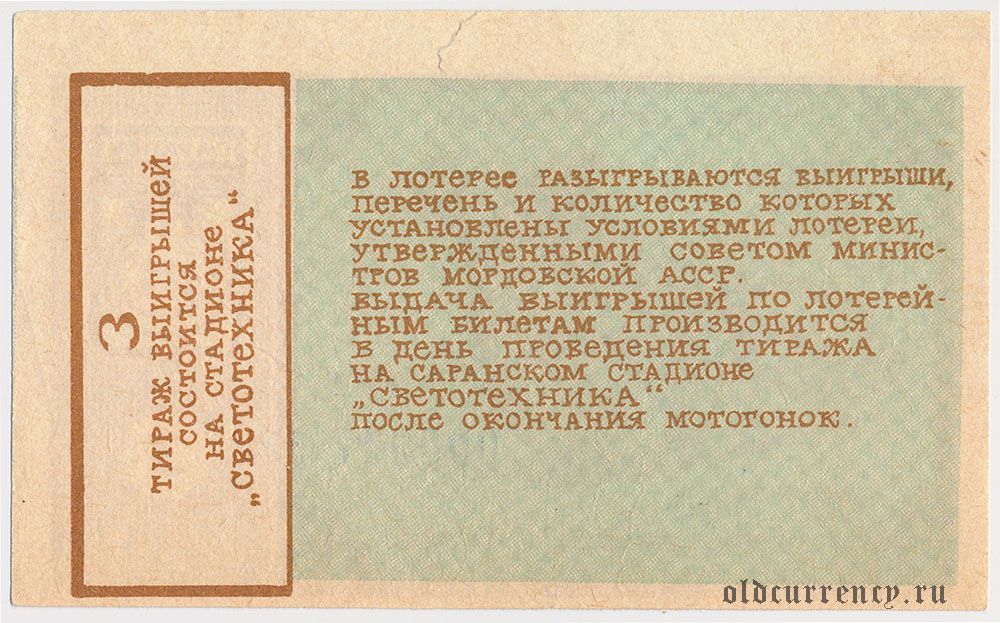 3
ТИРАЖ ВЫИГРЫШЕЙ
СОСТОИТСЯ
НА СТАДИОНЕ
„СВЕТОТЕХНИКА“
В ЛОТЕРЕЕ РАЗЫГРЫВАЮТСЯ ВЫИГРЫШИ,
ПЕРЕЧЕНЬ И КОЛИЧЕСТВО КОТОРЫХ
УСТАНОВЛЕНЫ УСЛОВИЯМИ ЛОТЕРЕИ,
УТВЕРЖДЕННЫМИ СОВЕТОМ МИНИС-
ТРОВ МОРДОВСКОЙ АССР.
ВЫДАЧА ВЫИГРЫШЕЙ ПО ЛОТЕРЕЙ-
НЫМ БИЛЕТАМ ПРОИЗВОДИТСЯ
В ДЕНЬ ПРОВЕДЕНИЯ ТИРАЖА
НА САРАНСКОМ СТАДИОНЕ
„СВЕТОТЕХНИКА“
ПОСЛЕ ОКОНЧАНИЯ МОТОГОНОК.
oldcurrency.ru